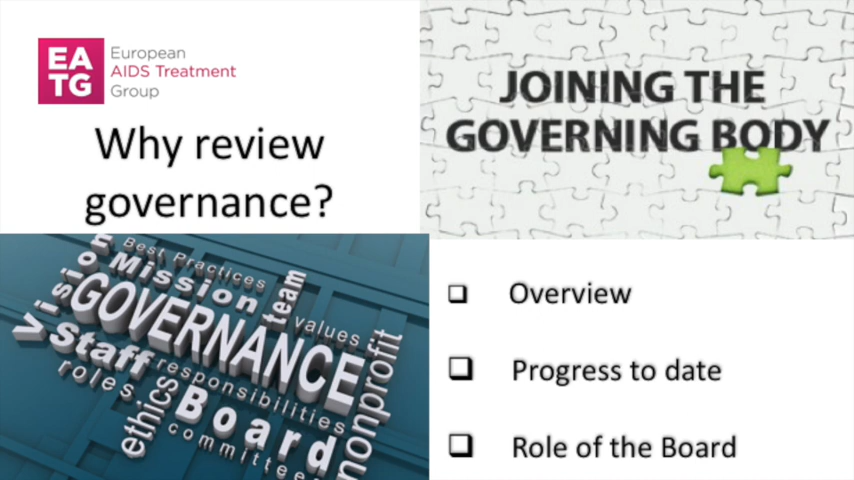 EA
TG
European
AIDS Treatment
Group
Why review
governance?
JOINING THE
GOVERNING BODY
Best Practices
Mission
Vision
team
GOVERNANCE
values
Staff
responsibilities
roles
ethics
Board
nonprofit
committee
Overview
Progress to date
Role of the Board